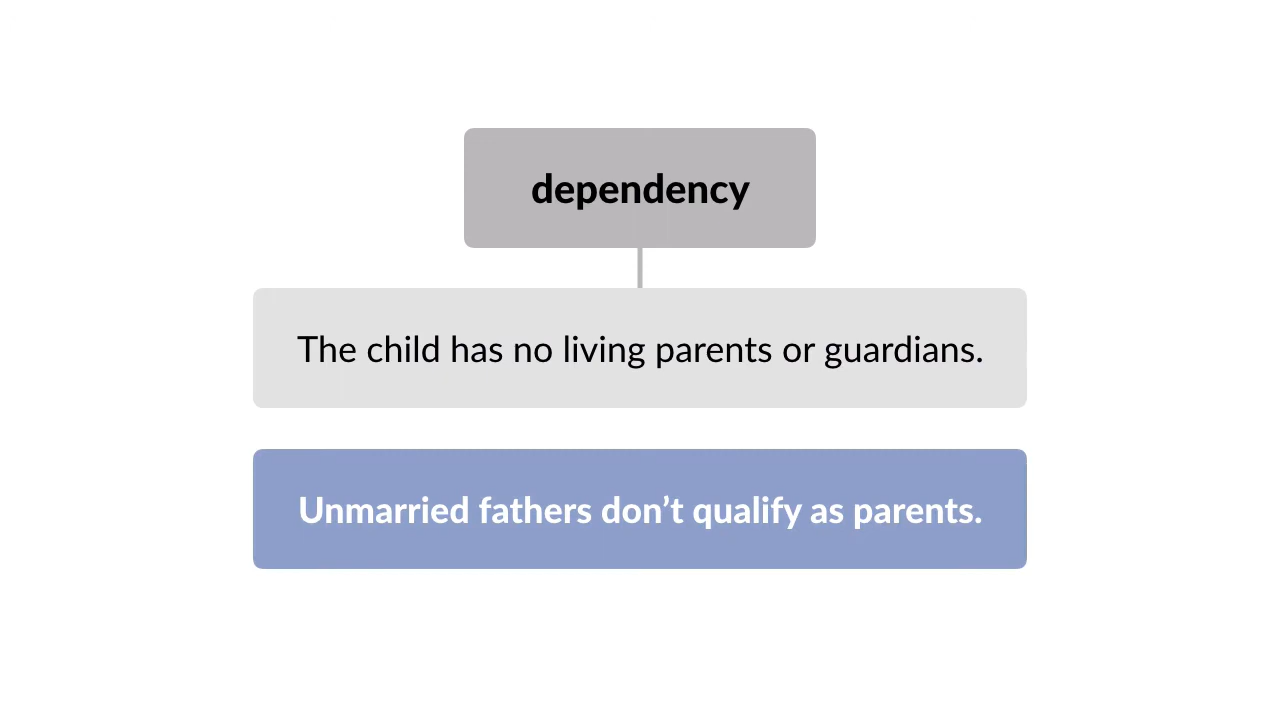 dependency
The child has no living parents or guardians.
Unmarried fathers don’t qualify as parents.